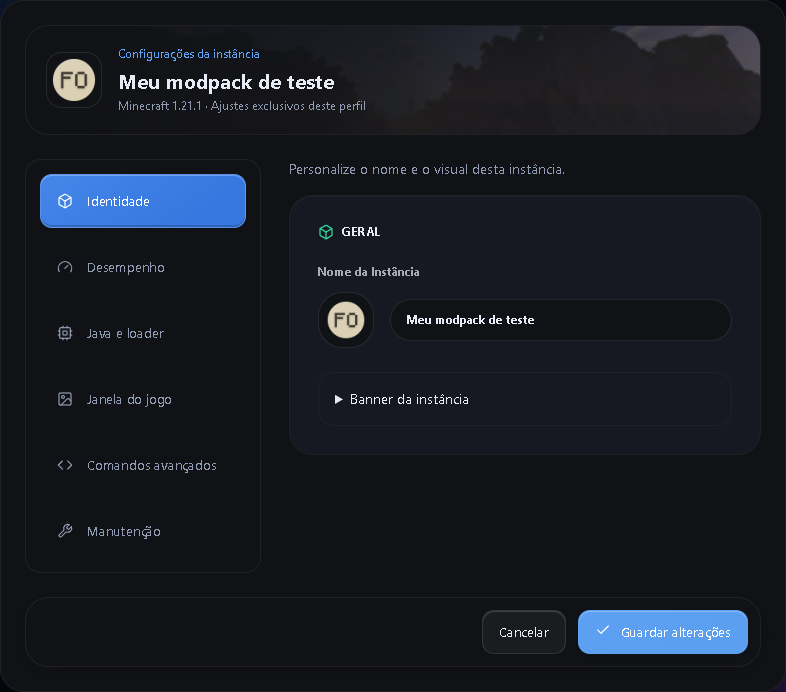 Configurações da instância
FO
Meu modpack de teste
Minecraft 1.21.1 · Ajustes exclusivos deste perfil
Identidade
Desempenho
Java e loader
Janela do jogo
Comandos avançados
Manutenção
Personalize o nome e o visual desta instância.
GERAL
Nome da Instância
FO
Meu modpack de teste
Banner da instância
Cancelar
Guardar alterações